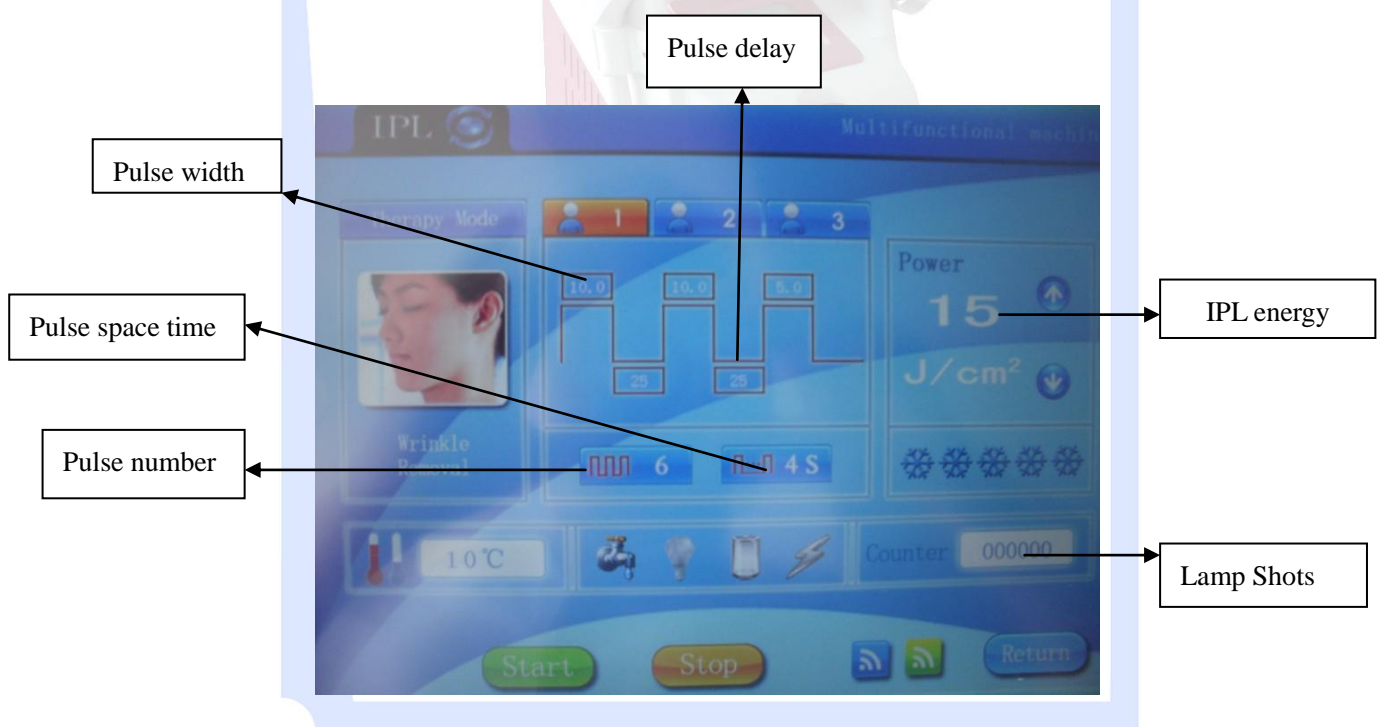 Pulse delay
IPL
Multifunctional machin
Pulse width
Therapy Mode
1
2
3
10.0
10.0
5.0
Power
15
J/cm²
IPL energy
Pulse space time
25
25
Wrinkle
Removal
Pulse number
6
4 S
10℃
Counter
000000
Lamp Shots
Start
Stop
Return